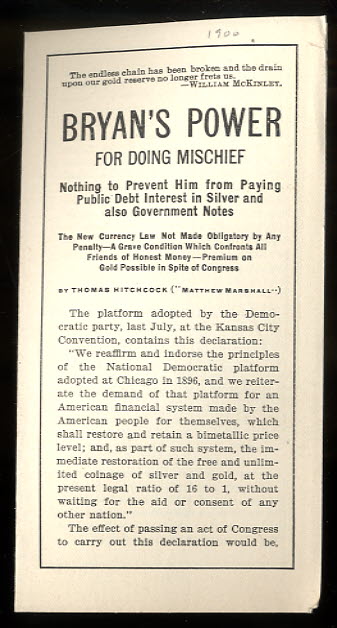 1900.
The endless chain has been broken and the drain
upon our gold reserve no longer frets us.
—WILLIAM MCKINLEY.
BRYAN'S POWER
FOR DOING MISCHIEF
Nothing to Prevent Him from Paying
Public Debt Interest in Silver and
also Government Notes
The New Currency Law Not Made Obligatory by Any
Penalty—A Grave Condition Which Confronts All
Friends of Honest Money—Premium on
Gold Possible in Spite of Congress
BY THOMAS HITCHCOCK ("MATTHEW MARSHALL")
The platform adopted by the Demo-
cratic party, last July, at the Kansas City
Convention, contains this declaration:
"We reaffirm and indorse the principles
of the National Democratic platform
adopted at Chicago in 1896, and we reiter-
ate the demand of that platform for an
American financial system made by the
American people for themselves, which
shall restore and retain a bimetallic price
level; and, as part of such system, the im-
mediate restoration of the free and unlim-
ited coinage of silver and gold, at the
present legal ratio of 16 to 1, without
waiting for the aid or consent of any
other nation."
The effect of passing an act of Congress
to carry out this declaration would be,